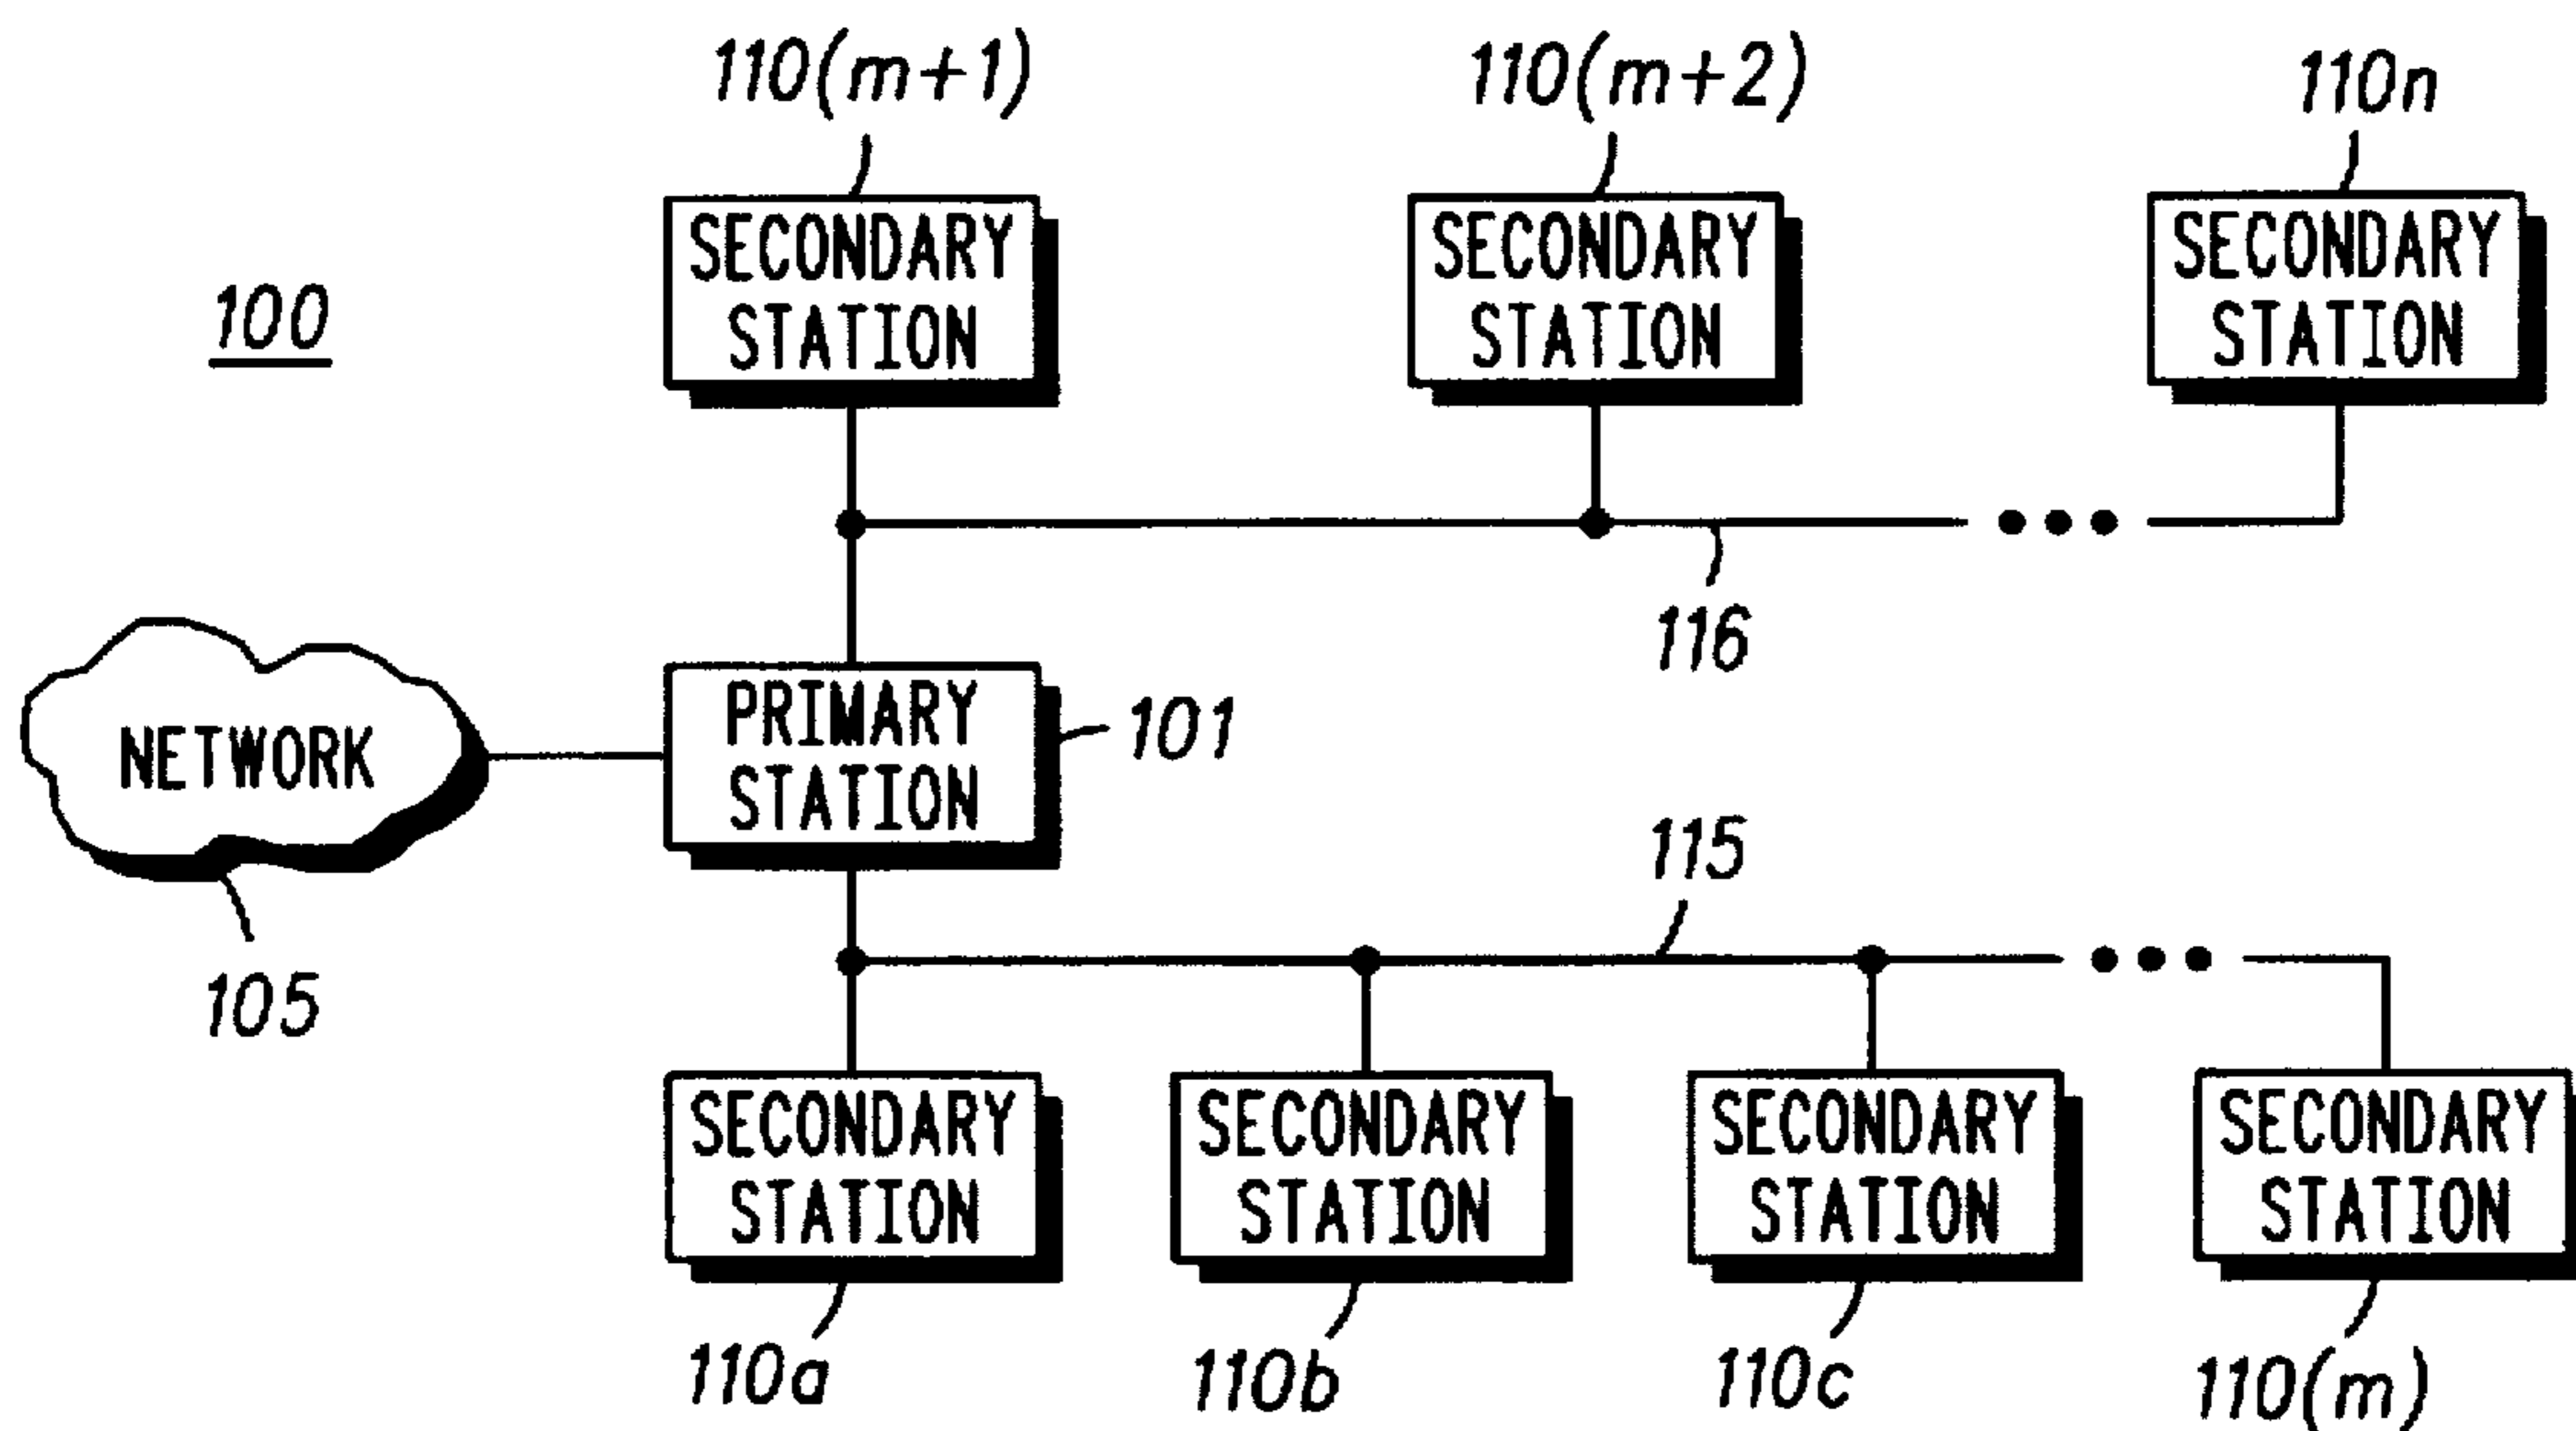 110(m+1)
110(m+2)
110n
SECONDARY
STATION
SECONDARY
STATION
SECONDARY
STATION
100
116
NETWORK
PRIMARY
STATION
101
115
105
SECONDARY
STATION
SECONDARY
STATION
SECONDARY
STATION
SECONDARY
STATION
110a
110b
110c
110(m)